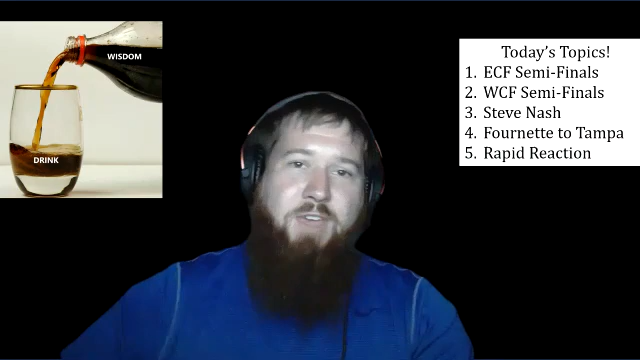 WISDOM
DRINK
Today's Topics!
1. ECF Semi-Finals
2. WCF Semi-Finals
3. Steve Nash
4. Fournette to Tampa
5. Rapid Reaction